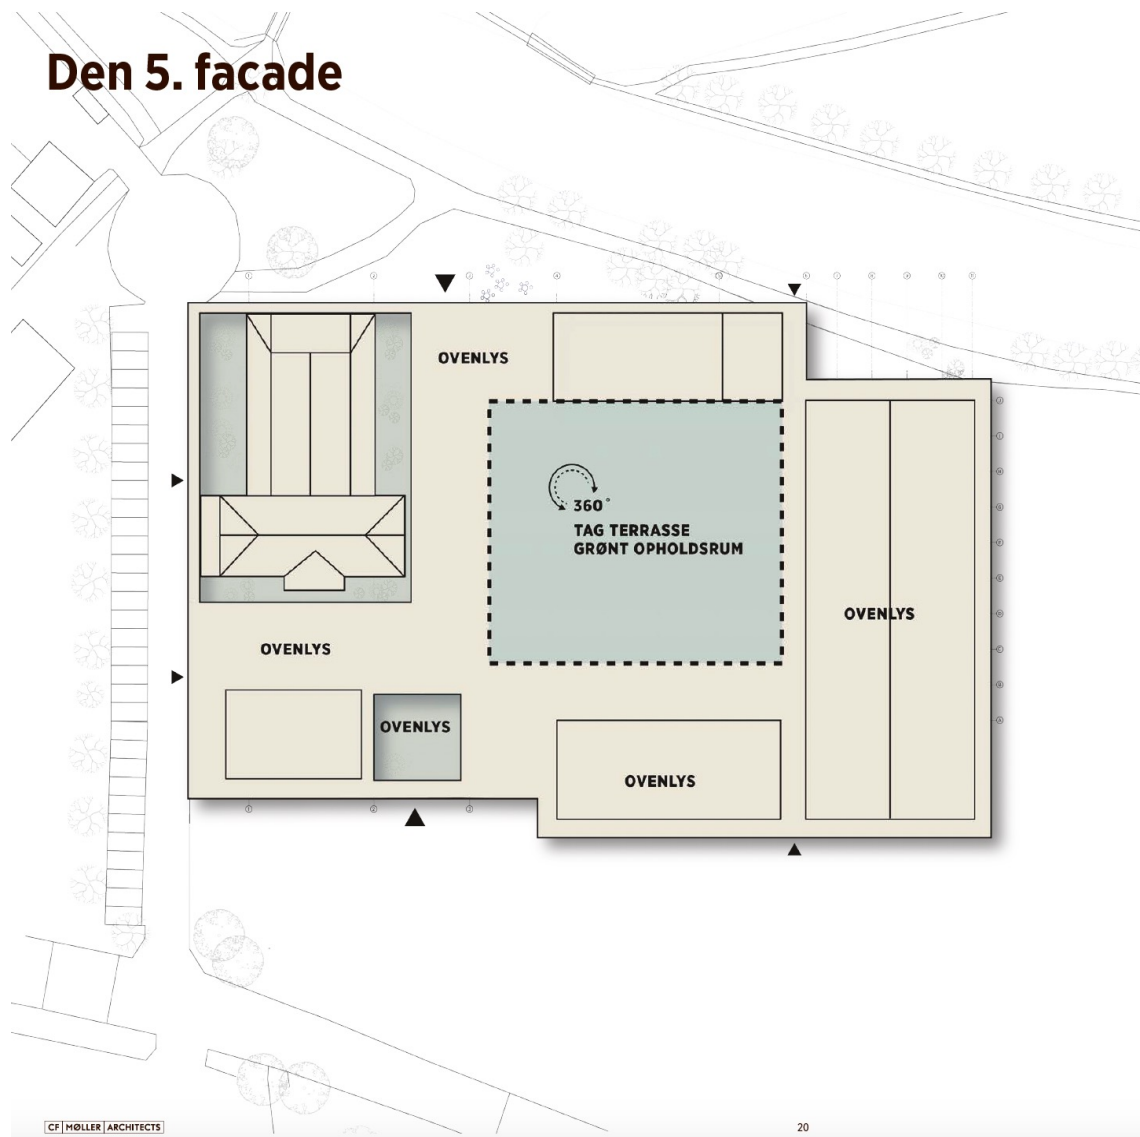 Den 5. facade
OVENLYS
360°
TAG TERRASSE
GRØNT OPHOLDSRUM
OVENLYS
OVENLYS
OVENLYS
OVENLYS
CF MØLLER ARCHITECTS
20